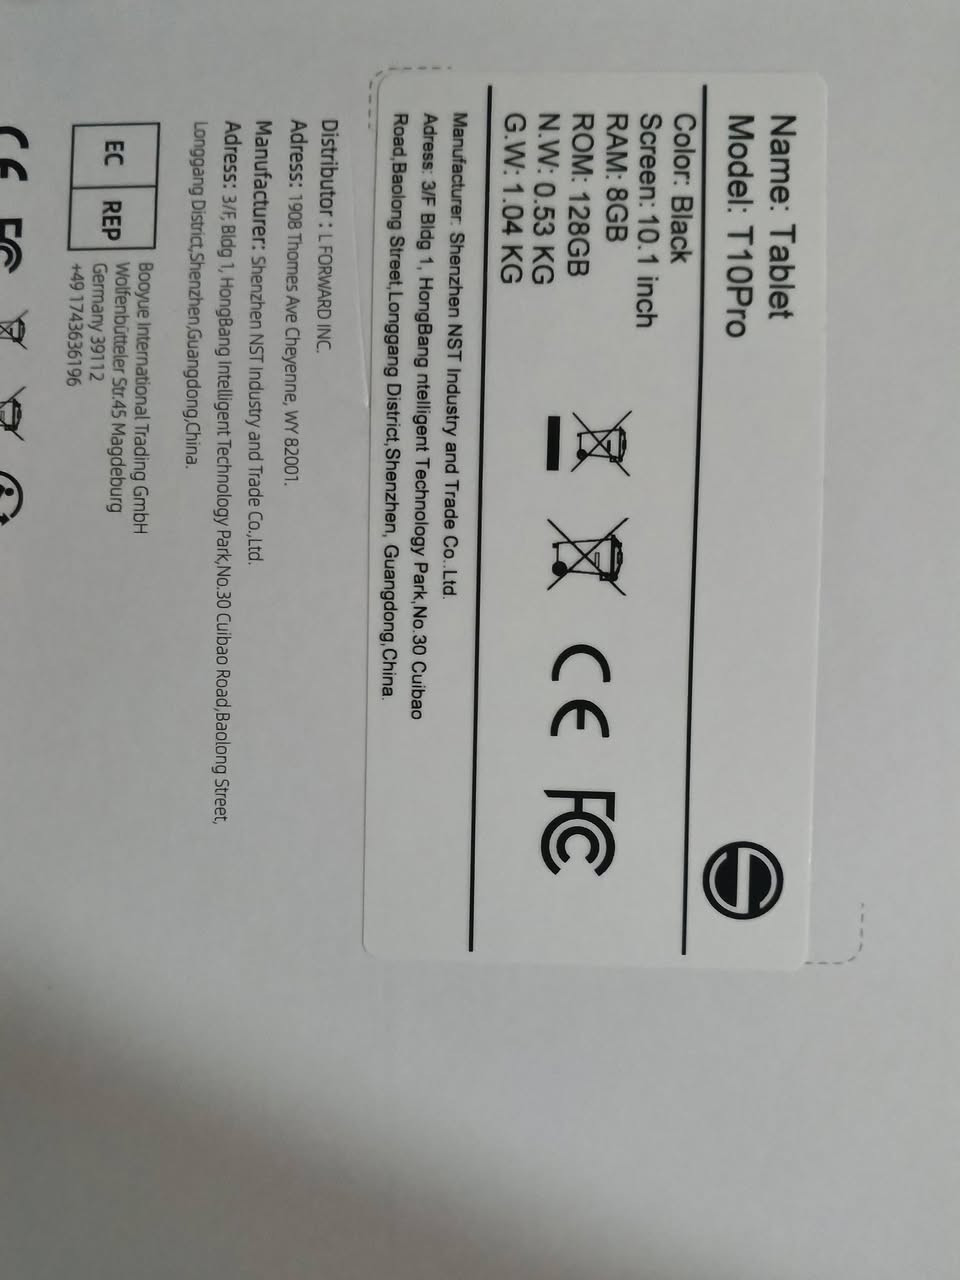 Name: Tablet
Model: T10Pro
Color: Black
Screen: 10.1 inch
RAM: 8GB
ROM: 128GB
N.W: 0.53 KG
G.W: 1.04 KG
CE FC
Manufacturer: Shenzhen NST Industry and Trade Co..Ltd.
Adress: 3/F Bldg 1, HongBang ntelligent Technology Park,No.30 Cuibao
Road,Baolong Street,Longgang District,Shenzhen, Guangdong,China.
Distributor : L FORWARD INC.
Adress: 1908 Thomes Ave Cheyenne, WY 82001.
Manufacturer: Shenzhen NST Industry and Trade Co.,Ltd.
Adress: 3/F, Bldg 1, HongBang Intelligent Technology Park,No.30 Cuibao Road,Baolong Street,
Longgang District,Shenzhen,Guangdong,China.
EC REP
Booyue International Trading GmbH
Wolfenbütteler Str.45 Magdeburg
Germany 39112
+49 1743636196
CE FC